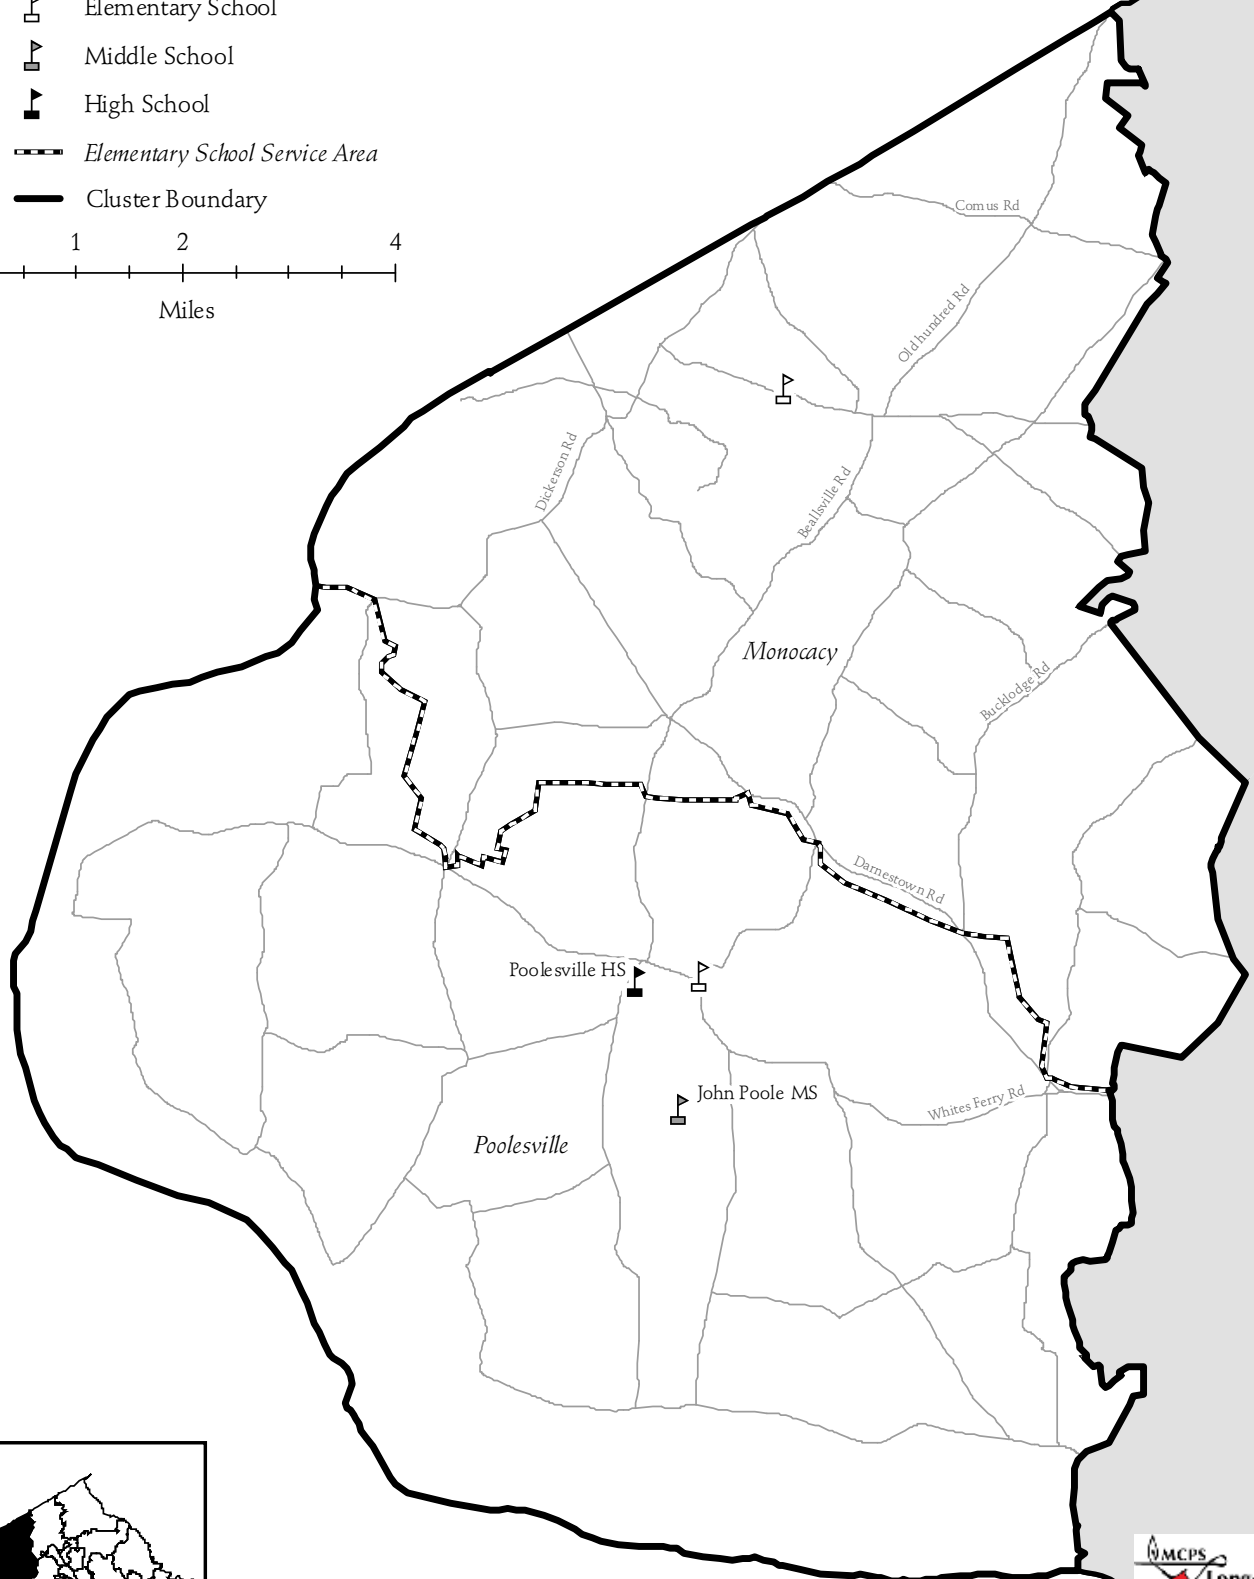 Elementary School
Middle School
High School
Elementary School Service Area
Cluster Boundary
1 2 4
Miles
Comus Rd
Old hundred Rd
Dickerson Rd
Beallsville Rd
Monocacy
Bucklodge Rd
Darnestown Rd
Poolesville HS
John Poole MS
Whites Ferry Rd
Poolesville
MCPS